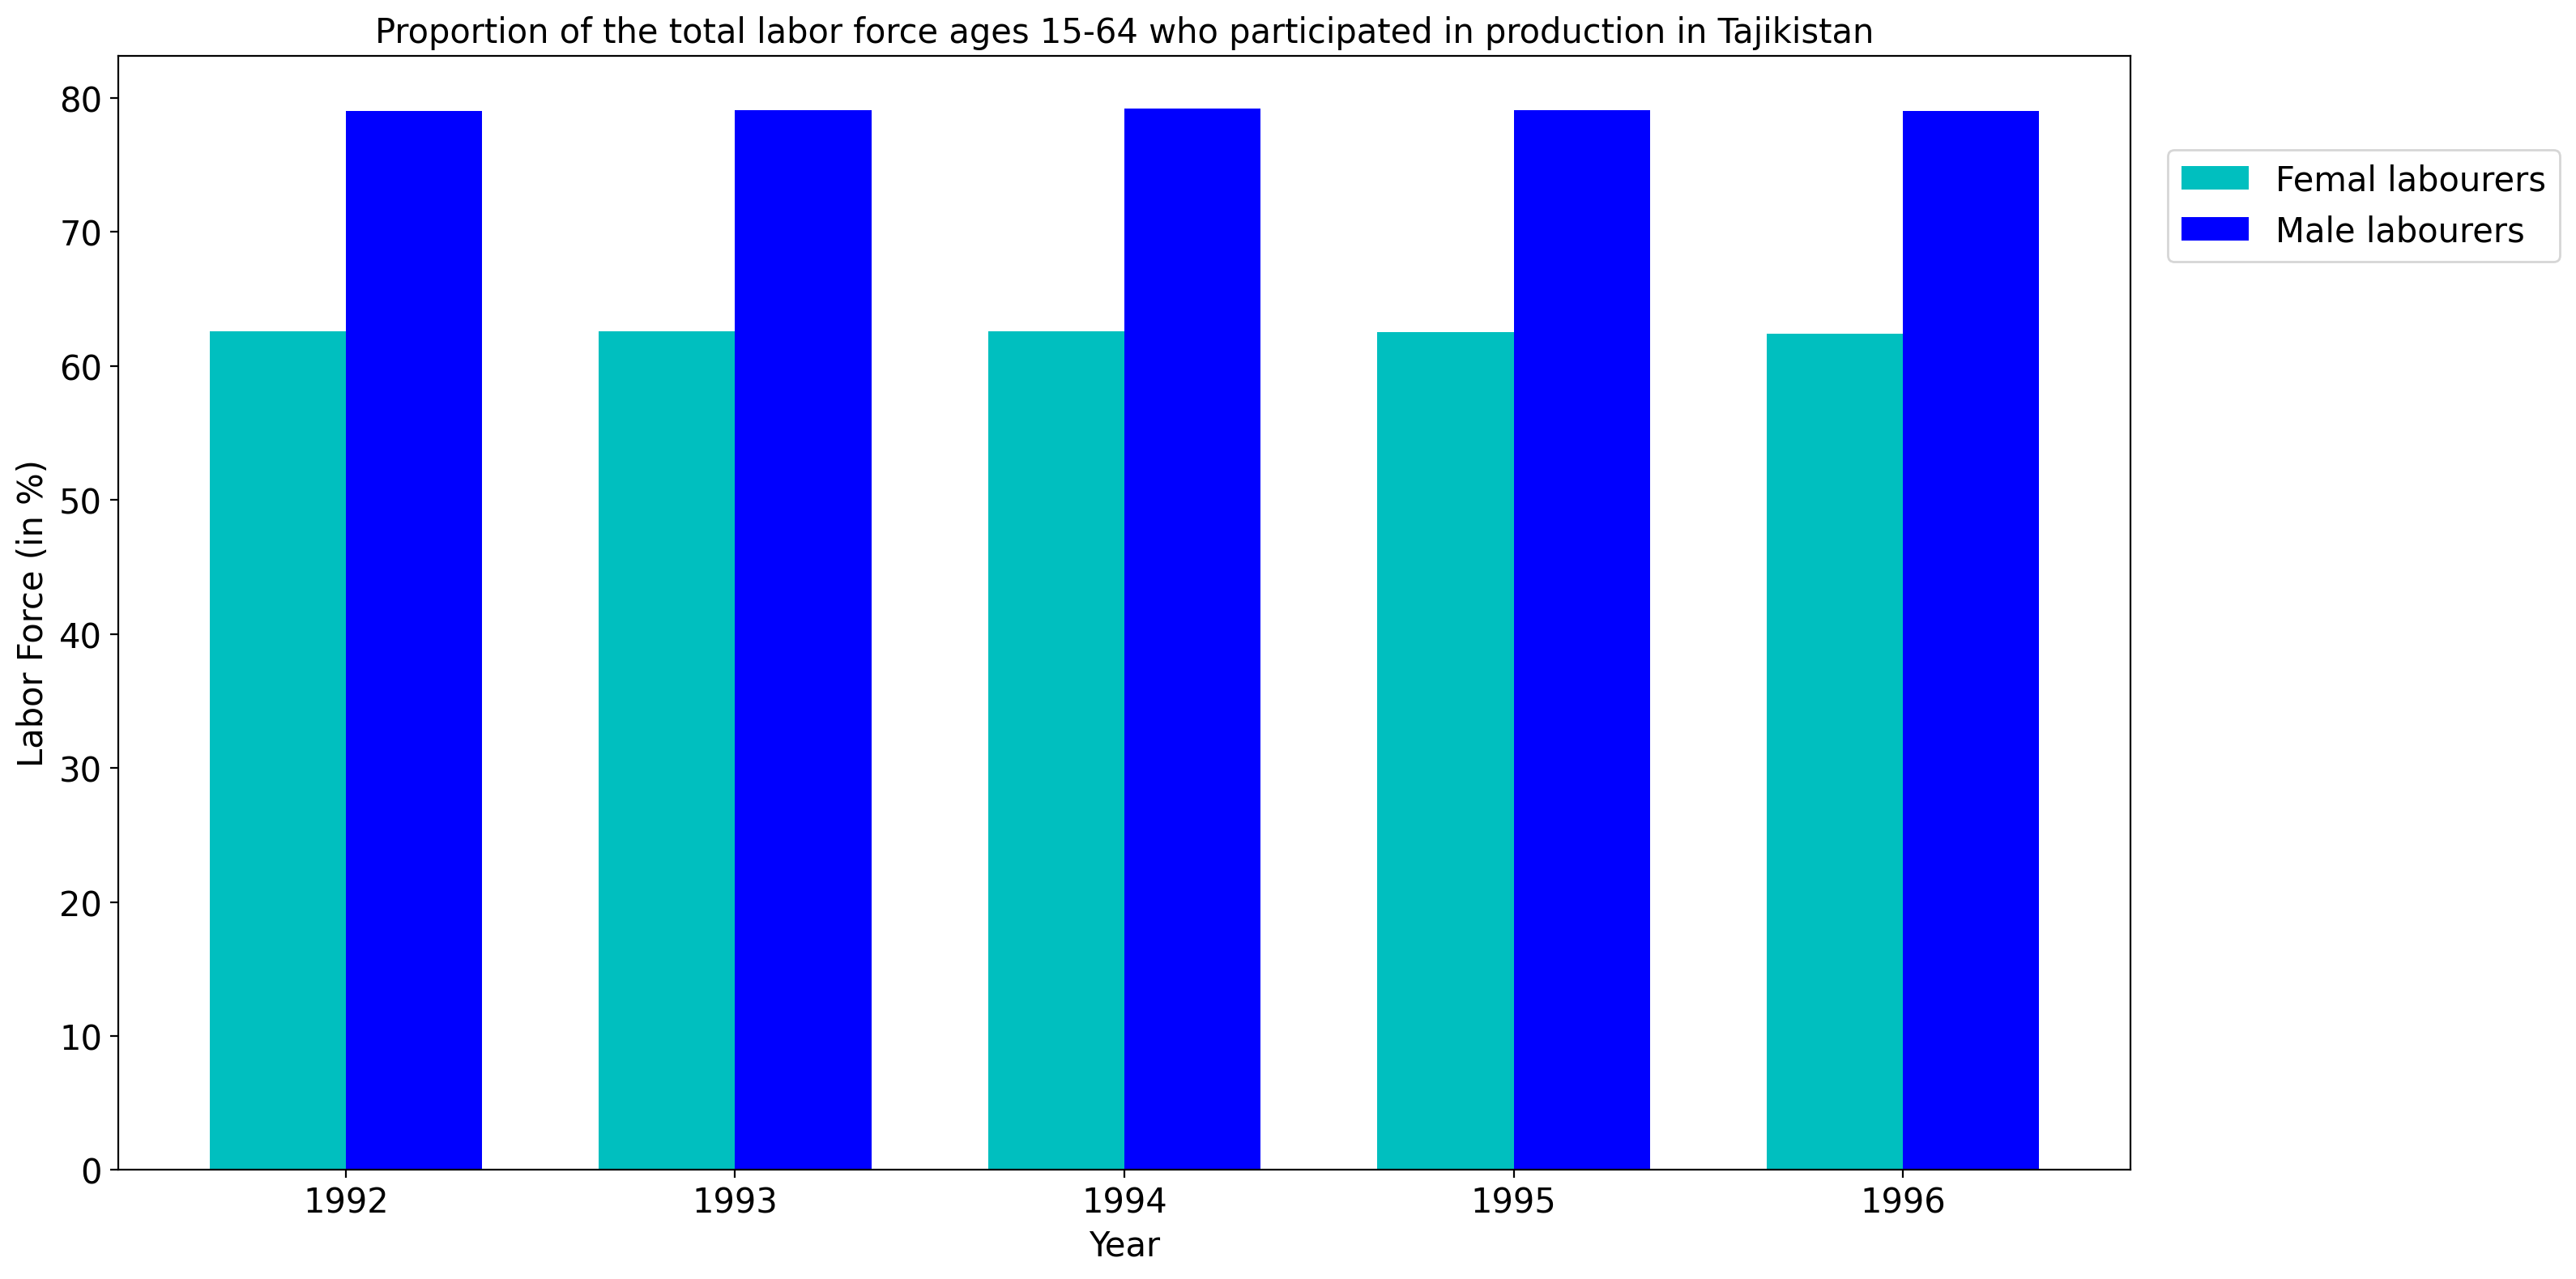 Proportion of the total labor force ages 15-64 who participated in production in Tajikistan
80
70
60
50
40
30
20
10
0
Labor Force (in %)
1992 1993 1994 1995 1996
Year
Femal labourers
Male labourers